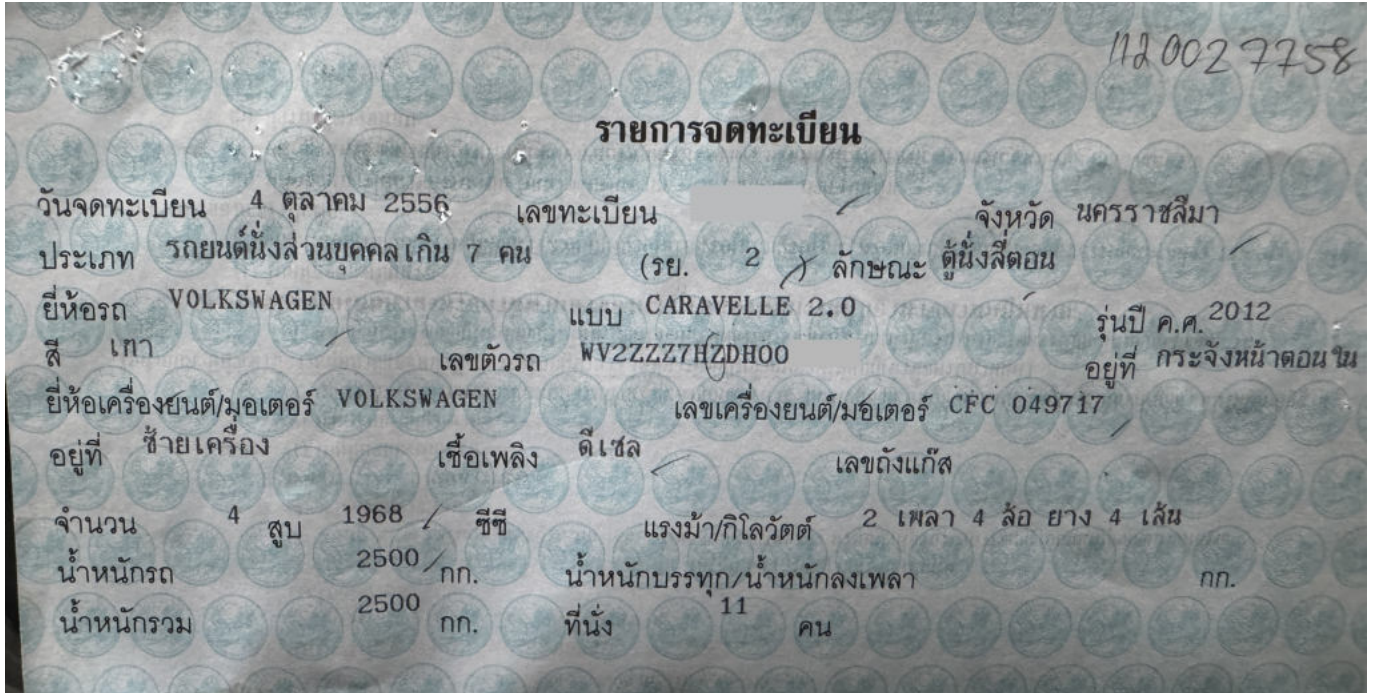 112 0027758
รายการจดทะเบียน
วันจดทะเบียน 4 ตุลาคม 2556 เลขทะเบียน จังหวัด นครราชสีมา
ประเภท รถยนต์นั่งส่วนบุคคลเกิน 7 คน (รย. 2 ) ลักษณะ ตู้นั่งสี่ตอน
ยี่ห้อรถ VOLKSWAGEN แบบ CARAVELLE 2.0 รุ่นปี ค.ศ. 2012
สี เทา เลขตัวรถ WV2ZZZ7HZDH00 อยู่ที่ กระจังหน้าตอนใน
ยี่ห้อเครื่องยนต์/มอเตอร์ VOLKSWAGEN เลขเครื่องยนต์/มอเตอร์ CFC 049717
อยู่ที่ ซ้ายเครื่อง เชื้อเพลิง ดีเซล เลขถังแก๊ส
จำนวน 4 สูบ 1968 ซีซี แรงม้า/กิโลวัตต์ 2 เพลา 4 ล้อ ยาง 4 เส้น
น้ำหนักรถ 2500 กก. น้ำหนักบรรทุก/น้ำหนักลงเพลา กก.
น้ำหนักรวม 2500 กก. ที่นั่ง 11 คน